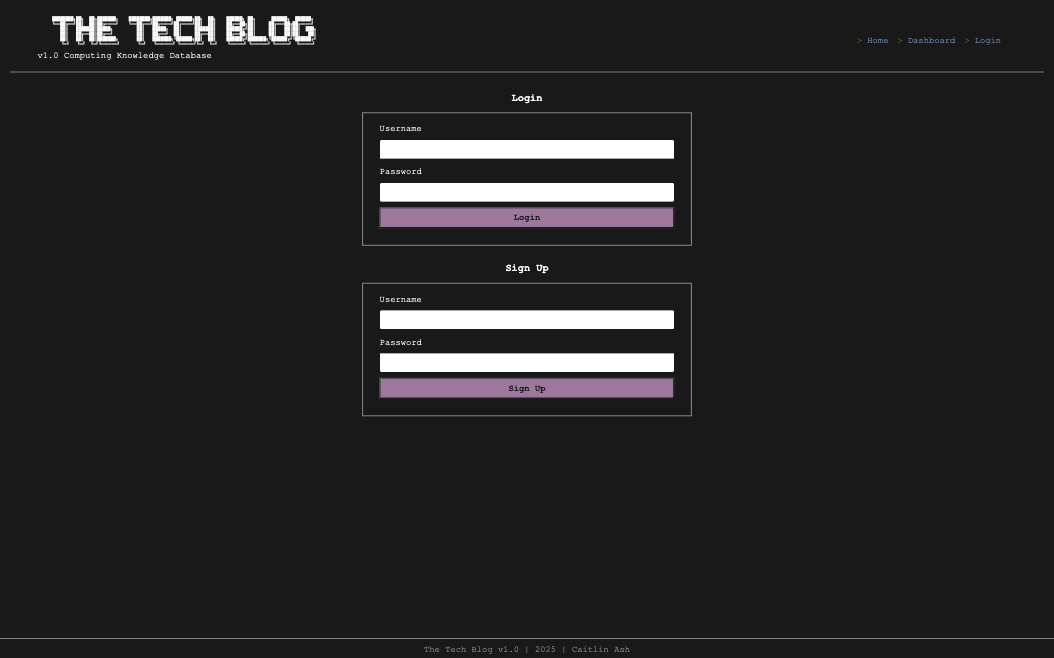 THE TECH BLOG
v1.0 Computing Knowledge Database
> Home > Dashboard > Login
Login
Username
Password
Login
Sign Up
Username
Password
Sign Up
The Tech Blog v1.0 | 2025 | Caitlin Ash